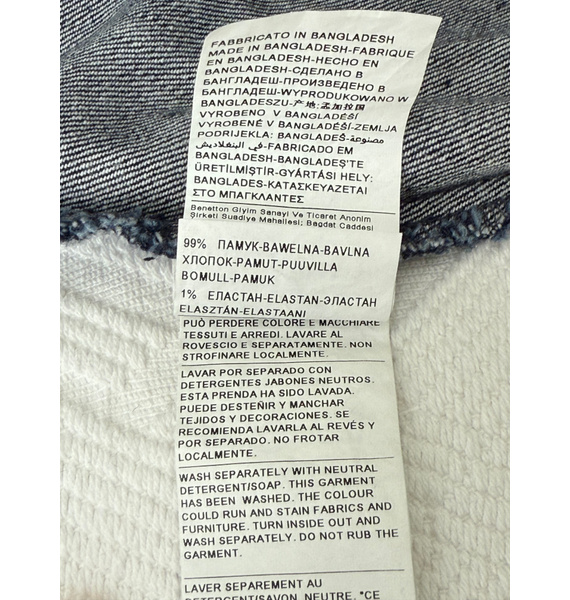 FABBRICATO IN BANGLADESH
MADE IN BANGLADESH-FABRIQUE
EN BANGLADESH-HECHO EN
BANGLADESH-СДЕЛАНО В
БАНГЛАДЕШ-ПРОИЗВЕДЕНО В
БАНГЛАДЕШ-WYPRODUKOWANO W
BANGLADESZU-产地:孟加拉国
VYROBENO V BANGLADÉŠI
VYROBENÉ V BANGLADÉŠI-ZEMLJA
PODRIJEKLA: BANGLADEŠ-مصنوعة
في البنغلاديش-FABRICADO EM
BANGLADESH-BANGLADEŞ'TE
ÜRETILMIŞTIR-GYÁRTÁSI HELY:
BANGLADES-ΚΑΤΑΣΚΕΥΑΖΕΤΑΙ
ΣΤΟ ΜΠΑΓΚΛΑΝΤΕΣ
Benetton Giyim Sanayi Ve Ticaret Anonim
Şirketi Suadiye Mahallesi; Bagdat Caddesi
99% ПАМУК-BAWELNA-BAVLNA
ХЛОПОК-PAMUT-PUUVILLA
BOMULL-PAMUK
1% ЕЛАСТАН-ELASTAN-ЭЛАСТАН
ELASZTÁN-ELASTAANI
PUÒ PERDERE COLORE E MACCHIARE
TESSUTI E ARREDI. LAVARE AL
ROVESCIO E SEPARATAMENTE. NON
STROFINARE LOCALMENTE.
LAVAR POR SEPARADO CON
DETERGENTES JABONES NEUTROS.
ESTA PRENDA HA SIDO LAVADA.
PUEDE DESTEÑIR Y MANCHAR
TEJIDOS Y DECORACIONES. SE
RECOMIENDA LAVARLA AL REVÉS Y
POR SEPARADO. NO FROTAR
LOCALMENTE.
WASH SEPARATELY WITH NEUTRAL
DETERGENT/SOAP. THIS GARMENT
HAS BEEN WASHED. THE COLOUR
COULD RUN AND STAIN FABRICS AND
FURNITURE. TURN INSIDE OUT AND
WASH SEPARATELY. DO NOT RUB THE
GARMENT.
LAVER SEPAREMENT AU
DETERGENT/SAVON NEUTRE. "CE